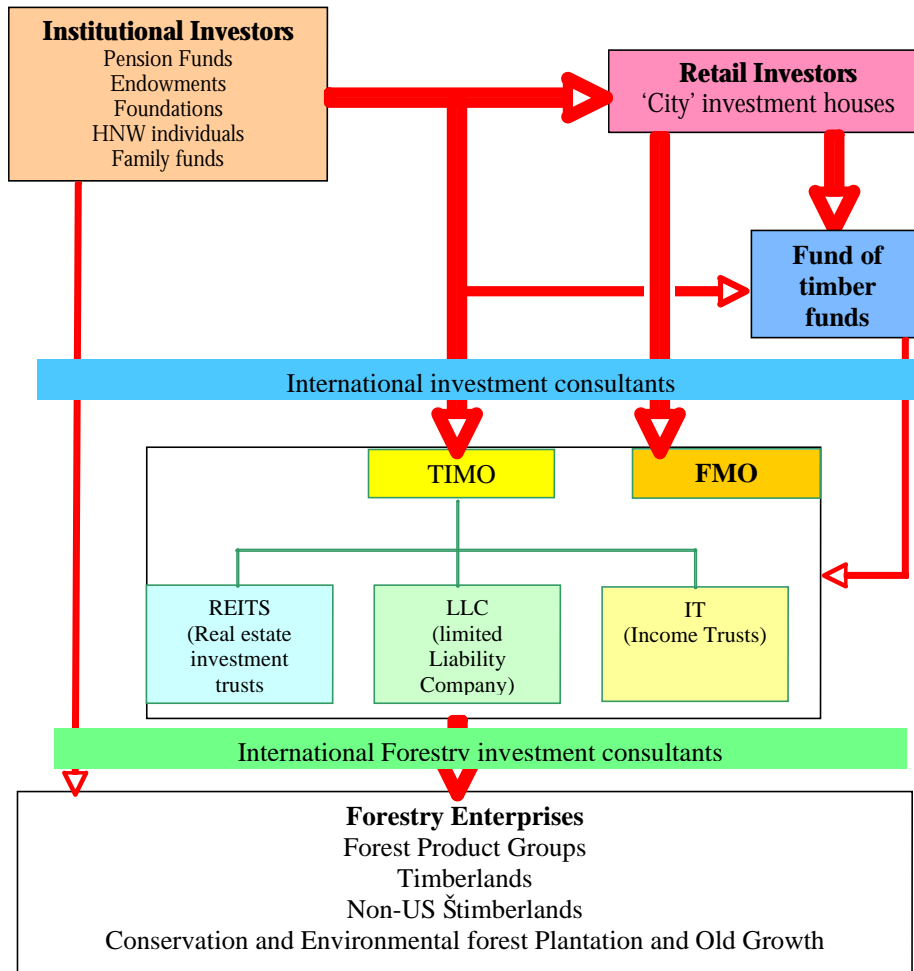 Institutional Investors
Pension Funds
Endowments
Foundations
HNW individuals
Family funds
Retail Investors
'City' investment houses
Fund of
timber
funds
International investment consultants
TIMO
FMO
REITS
(Real estate
investment
trusts
LLC
(limited
Liability
Company)
IT
(Income Trusts)
International Forestry investment consultants
Forestry Enterprises
Forest Product Groups
Timberlands
Non-US Štimberlands
Conservation and Environmental forest Plantation and Old Growth